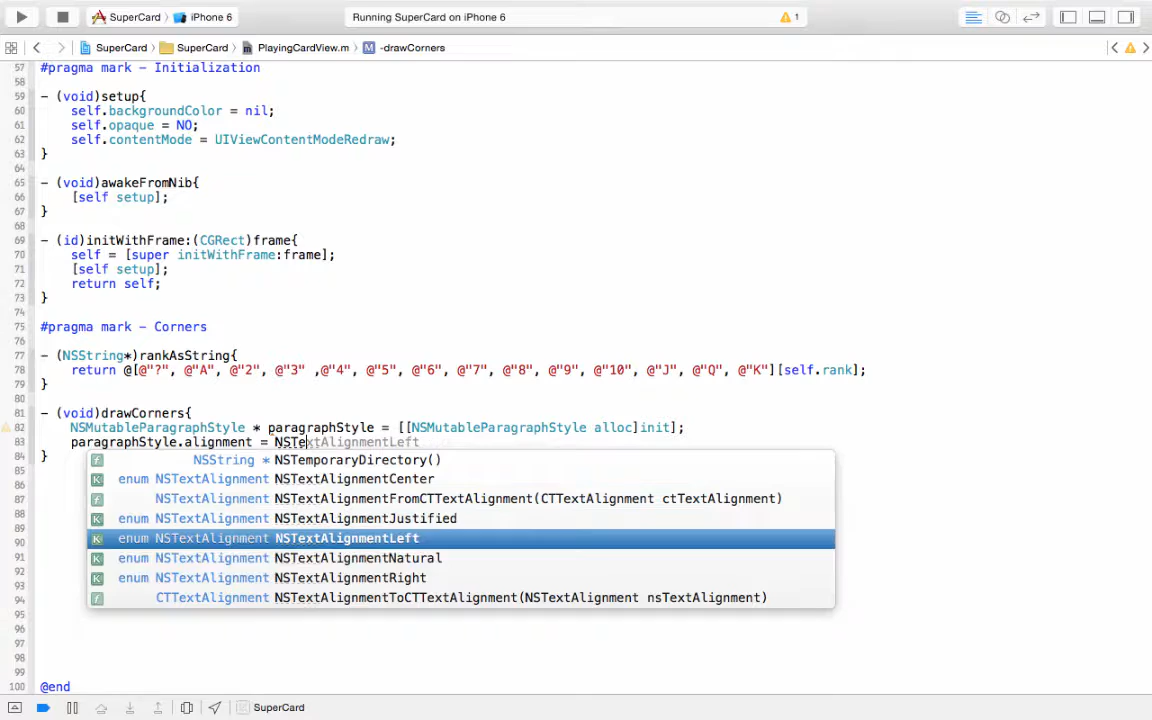 SuperCard › iPhone 6 Running SuperCard on iPhone 6 1
SuperCard › SuperCard › PlayingCardView.m › M -drawCorners
57 #pragma mark - Initialization
58
59 - (void)setup{
60 self.backgroundColor = nil;
61 self.opaque = NO;
62 self.contentMode = UIViewContentModeRedraw;
63 }
64
65 - (void)awakeFromNib{
66 [self setup];
67 }
68
69 - (id)initWithFrame:(CGRect)frame{
70 self = [super initWithFrame:frame];
71 [self setup];
72 return self;
73 }
74
75 #pragma mark - Corners
76
77 - (NSString*)rankAsString{
78 return @[@"?", @"A", @"2", @"3" ,@"4", @"5", @"6", @"7", @"8", @"9", @"10", @"J", @"Q", @"K"][self.rank];
79 }
80
81 - (void)drawCorners{
82 NSMutableParagraphStyle * paragraphStyle = [[NSMutableParagraphStyle alloc]init];
83 paragraphStyle.alignment = NSTextAlignmentLeft
84 }
85
86 f NSString * NSTemporaryDirectory()
87 K enum NSTextAlignment NSTextAlignmentCenter
88 f NSTextAlignment NSTextAlignmentFromCTTextAlignment(CTTextAlignment ctTextAlignment)
89 K enum NSTextAlignment NSTextAlignmentJustified
90 K enum NSTextAlignment NSTextAlignmentLeft
91 K enum NSTextAlignment NSTextAlignmentNatural
92 K enum NSTextAlignment NSTextAlignmentRight
93
94 f CTTextAlignment NSTextAlignmentToCTTextAlignment(NSTextAlignment nsTextAlignment)
95
96
97
98
99
100 @end
SuperCard